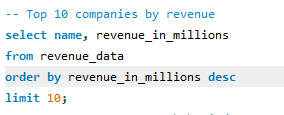 -- Top 10 companies by revenue
select name, revenue_in_millions
from revenue_data
order by revenue_in_millions desc
limit 10;